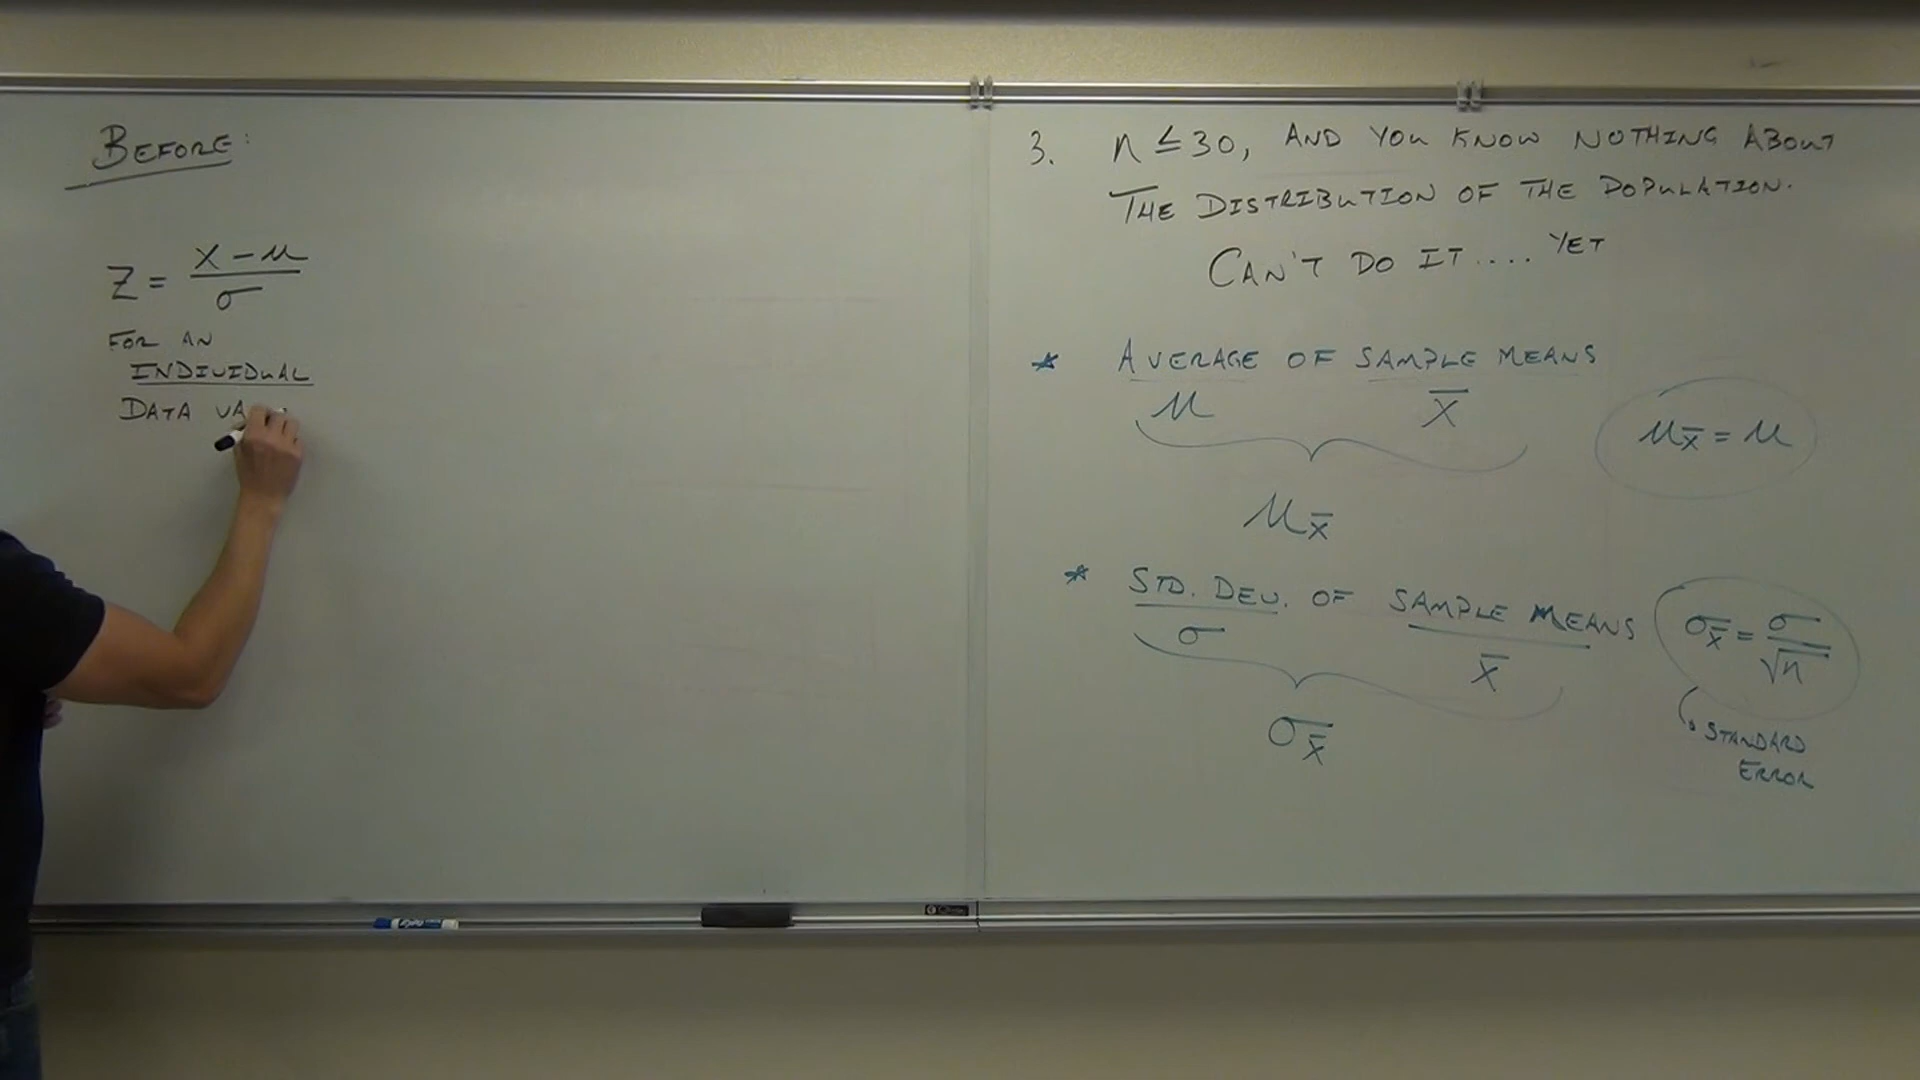 BEFORE:
Z = X - μ / σ
FOR AN
INDIVIDUAL
DATA VA
3. n ≤ 30, AND YOU KNOW NOTHING ABOUT
THE DISTRIBUTION OF THE POPULATION.
CAN'T DO IT .... YET
* AVERAGE OF SAMPLE MEANS
μ x̄
μx̄ = μ
μx̄
* STD. DEV. OF SAMPLE MEANS
σ x̄
σx̄ = σ / √n
STANDARD
ERROR
σx̄